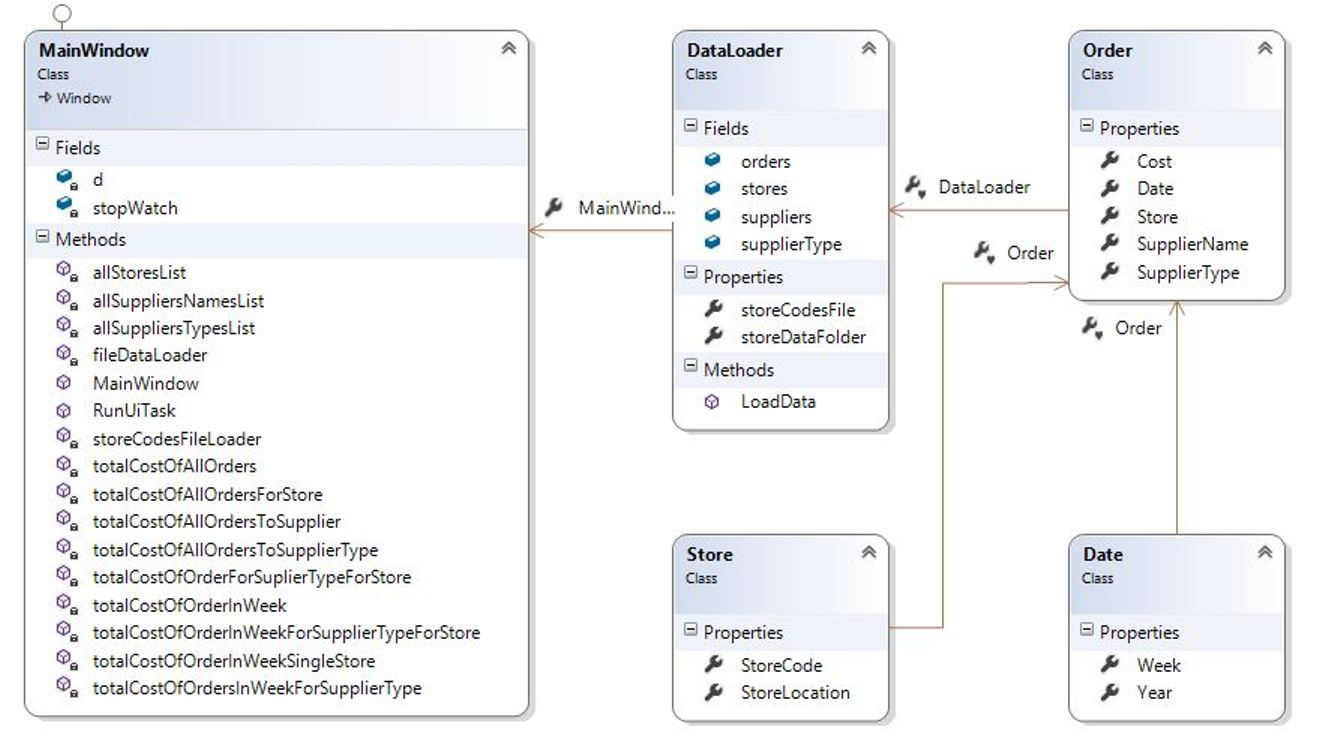 MainWindow
Class
Window
Fields
d
stopWatch
Methods
allStoresList
allSuppliersNamesList
allSuppliersTypesList
fileDataLoader
MainWindow
RunUiTask
storeCodesFileLoader
totalCostOfAllOrders
totalCostOfAllOrdersForStore
totalCostOfAllOrdersToSupplier
totalCostOfAllOrdersToSupplierType
totalCostOfOrderForSuplierTypeForStore
totalCostOfOrderInWeek
totalCostOfOrderInWeekForSupplierTypeForStore
totalCostOfOrderInWeekSingleStore
totalCostOfOrdersInWeekForSupplierType
MainWind...
DataLoader
Class
Fields
orders
stores
suppliers
supplierType
Properties
storeCodesFile
storeDataFolder
Methods
LoadData
DataLoader
Order
Order
Class
Properties
Cost
Date
Store
SupplierName
SupplierType
Order
Store
Class
Properties
StoreCode
StoreLocation
Date
Class
Properties
Week
Year